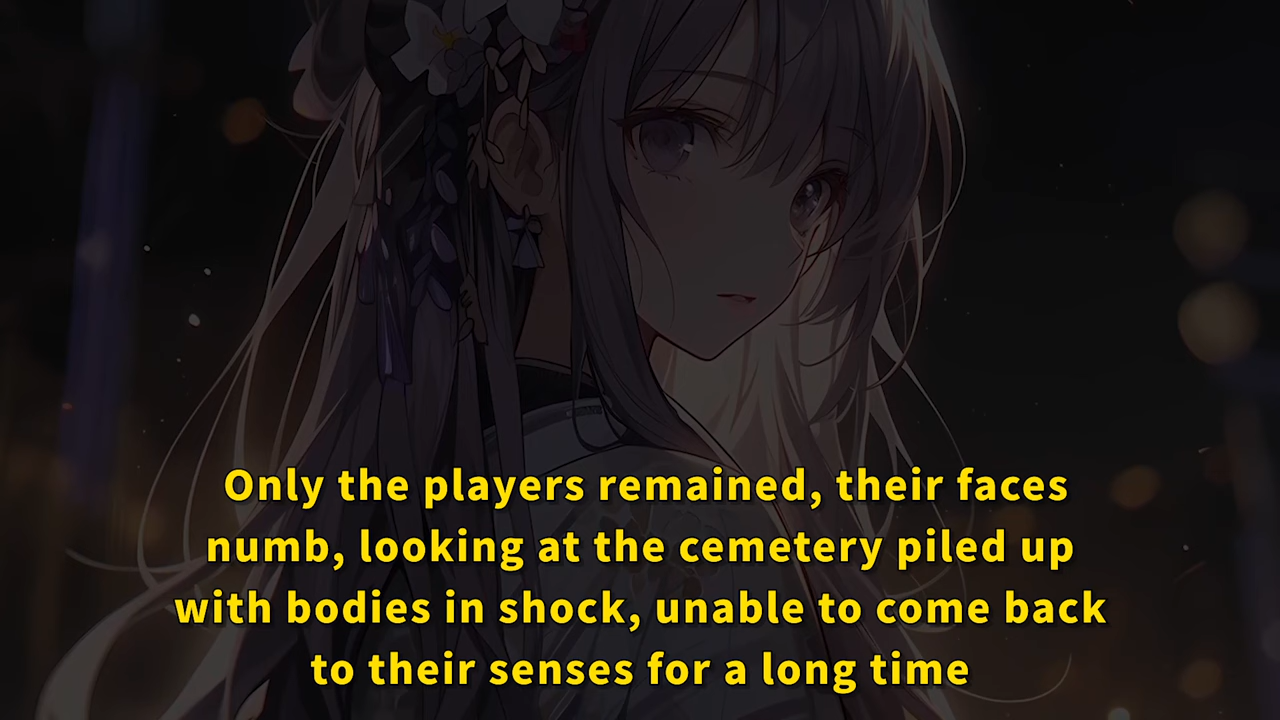 Only the players remained, their faces
numb, looking at the cemetery piled up
with bodies in shock, unable to come back
to their senses for a long time